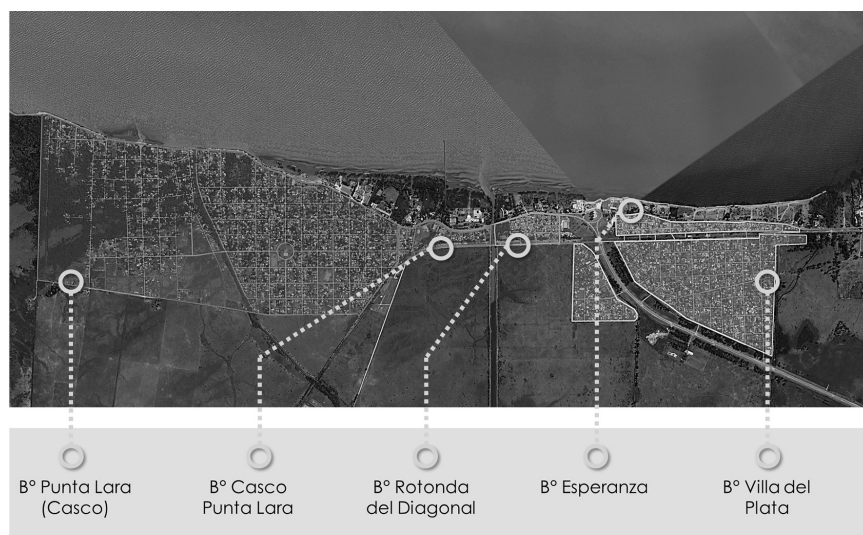 B° Punta Lara
(Casco)
B° Casco
Punta Lara
B° Rotonda
del Diagonal
B° Esperanza
B° Villa del
Plata